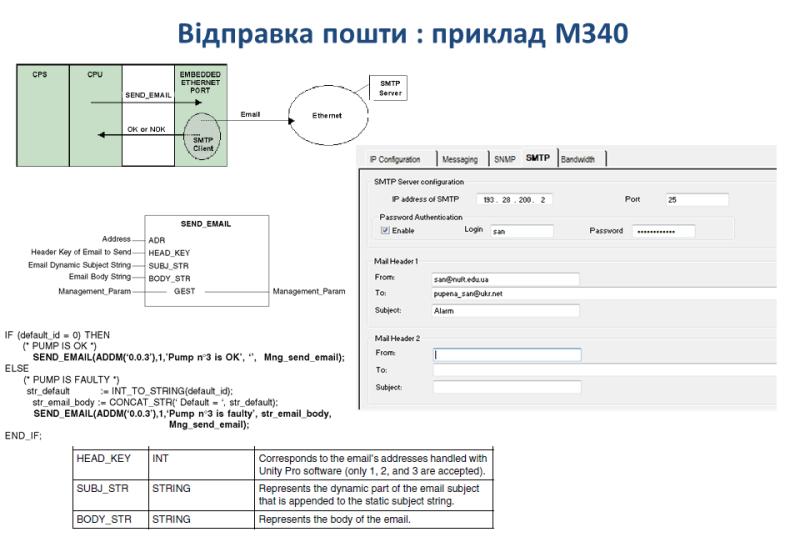 Відправка пошти : приклад M340
CPS
CPU
EMBEDDED
ETHERNET
PORT
SMTP
Server
SEND_EMAIL
Email
Ethernet
OK or NOK
SMTP
Client
IP Configuration
Messaging
SNMP
SMTP
Bandwidth
SMTP Server configuration
IP address of SMTP
193 . 28 . 200 . 2
Port
25
Password Authentication
Enable
Login
san
Password
************
Mail Header 1
From:
san@nuft.edu.ua
To:
pupena_san@ukr.net
Subject:
Alarm
Mail Header 2
From:
To:
Subject:
SEND_EMAIL
Address
ADR
Header Key of Email to Send
HEAD_KEY
Email Dynamic Subject String
SUBJ_STR
Email Body String
BODY_STR
Management_Param
GEST
Management_Param
IF (default_id = 0) THEN
(* PUMP IS OK *)
SEND_EMAIL(ADDM('0.0.3'),1,'Pump n°3 is OK', '', Mng_send_email);
ELSE
(* PUMP IS FAULTY *)
str_default := INT_TO_STRING(default_id);
str_email_body := CONCAT_STR(' Default = ', str_default);
SEND_EMAIL(ADDM('0.0.3'),1,'Pump n°3 is faulty', str_email_body,
Mng_send_email);
END_IF;
HEAD_KEY INT Corresponds to the email's addresses handled with
Unity Pro software (only 1, 2, and 3 are accepted).
SUBJ_STR STRING Represents the dynamic part of the email subject
that is appended to the static subject string.
BODY_STR STRING Represents the body of the email.